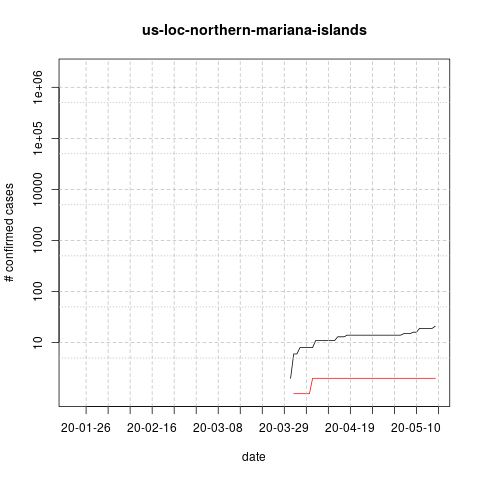 us-loc-northern-mariana-islands
# confirmed cases
1e+06
1e+05
10000
1000
100
10
20-01-26 20-02-16 20-03-08 20-03-29 20-04-19 20-05-10
date